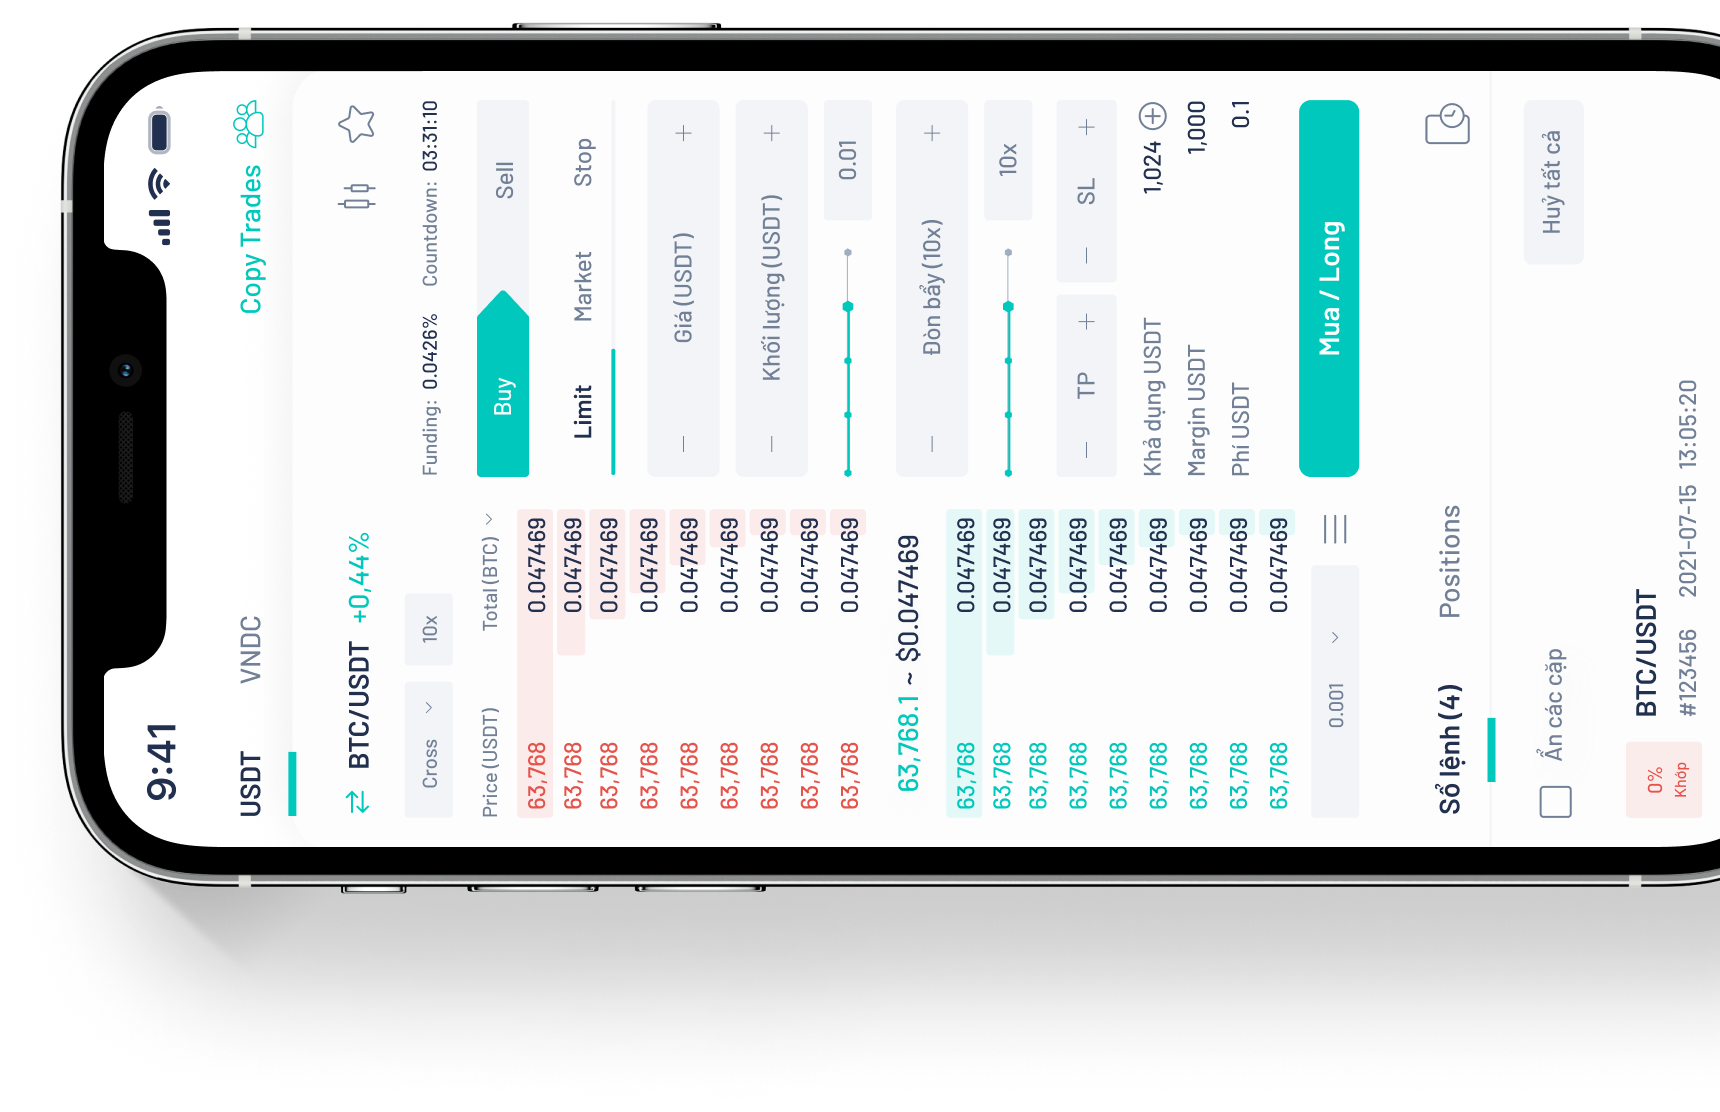 9:41
USDT VNDC Copy Trades
BTC/USDT +0,44%
Cross 10x
Funding: 0.0426% Countdown: 03:31:10
Price (USDT) Total (BTC)
63,768 0.047469
63,768 0.047469
63,768 0.047469
63,768 0.047469
63,768 0.047469
63,768 0.047469
63,768 0.047469
63,768 0.047469
63,768 0.047469
63,768.1 ~ $0.047469
63,768 0.047469
63,768 0.047469
63,768 0.047469
63,768 0.047469
63,768 0.047469
63,768 0.047469
63,768 0.047469
63,768 0.047469
63,768 0.047469
0.001
Buy Sell
Limit Market Stop
— Giá (USDT) +
— Khối lượng (USDT) +
0.01
— Đòn bẩy (10x) +
10x
— TP + — SL +
Khả dụng USDT 1,024
Margin USDT 1,000
Phí USDT 0.1
Mua / Long
Sổ lệnh (4) Positions
Ẩn các cặp Huỷ tất cả
0%
Khớp
BTC/USDT
#123456 2021-07-15 13:05:20